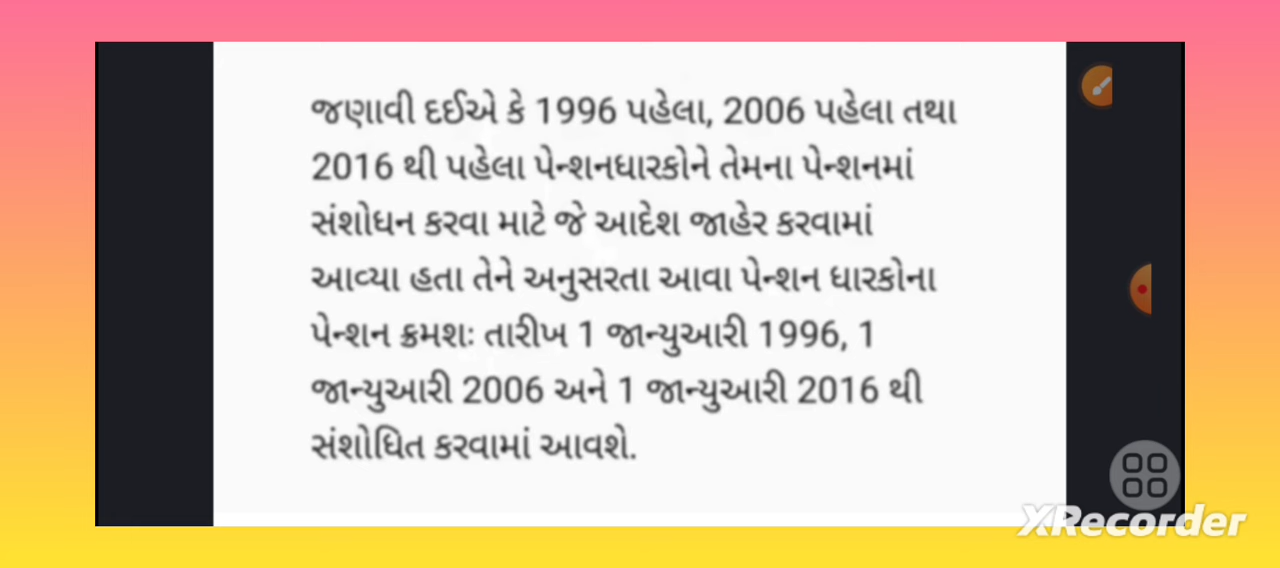 જણાવી દઈએ કે 1996 પહેલા, 2006 પહેલા તથા
2016 થી પહેલા પેન્શનધારકોને તેમના પેન્શનમાં
સંશોધન કરવા માટે જે આદેશ જાહેર કરવામાં
આવ્યા હતા તેને અનુસરતા આવા પેન્શન ધારકોના
પેન્શન ક્રમશઃ તારીખ 1 જાન્યુઆરી 1996, 1
જાન્યુઆરી 2006 અને 1 જાન્યુઆરી 2016 થી
સંશોધિત કરવામાં આવશે.
XRecorder